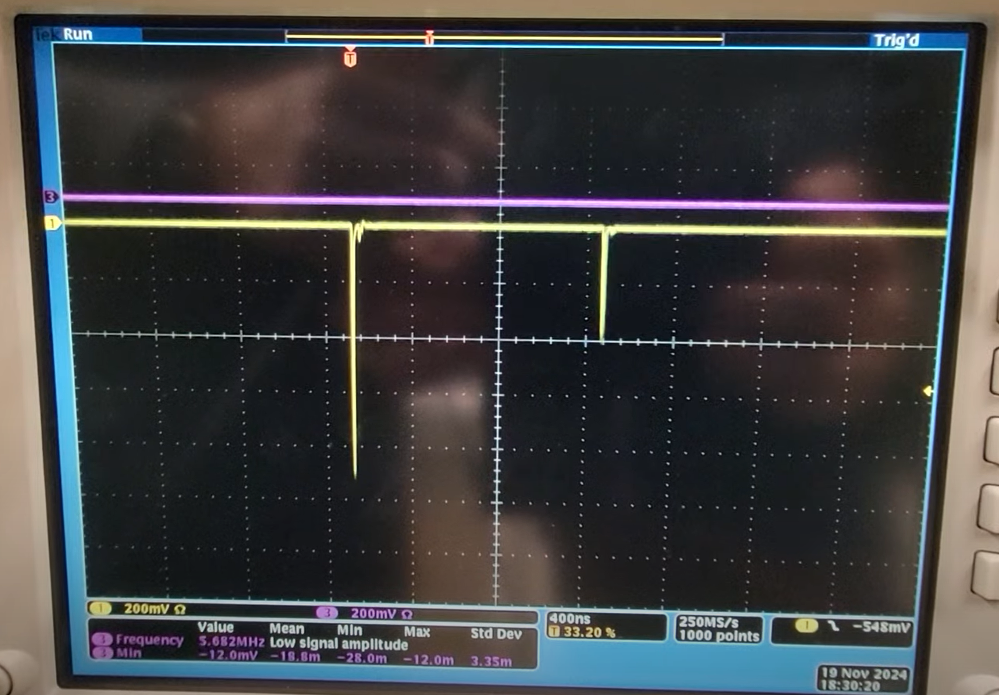 Tek Run
Trig'd
T
T
3
1
1 200mV Ω
3 200mV Ω
Value Mean Min Max Std Dev
3 Frequency 5.682MHz Low signal amplitude
3 Min -12.0mV -18.8m -28.0m -12.0m 3.35m
400ns
T 33.20 %
250MS/s
1000 points
1 -548mV
19 Nov 2024
18:30:20